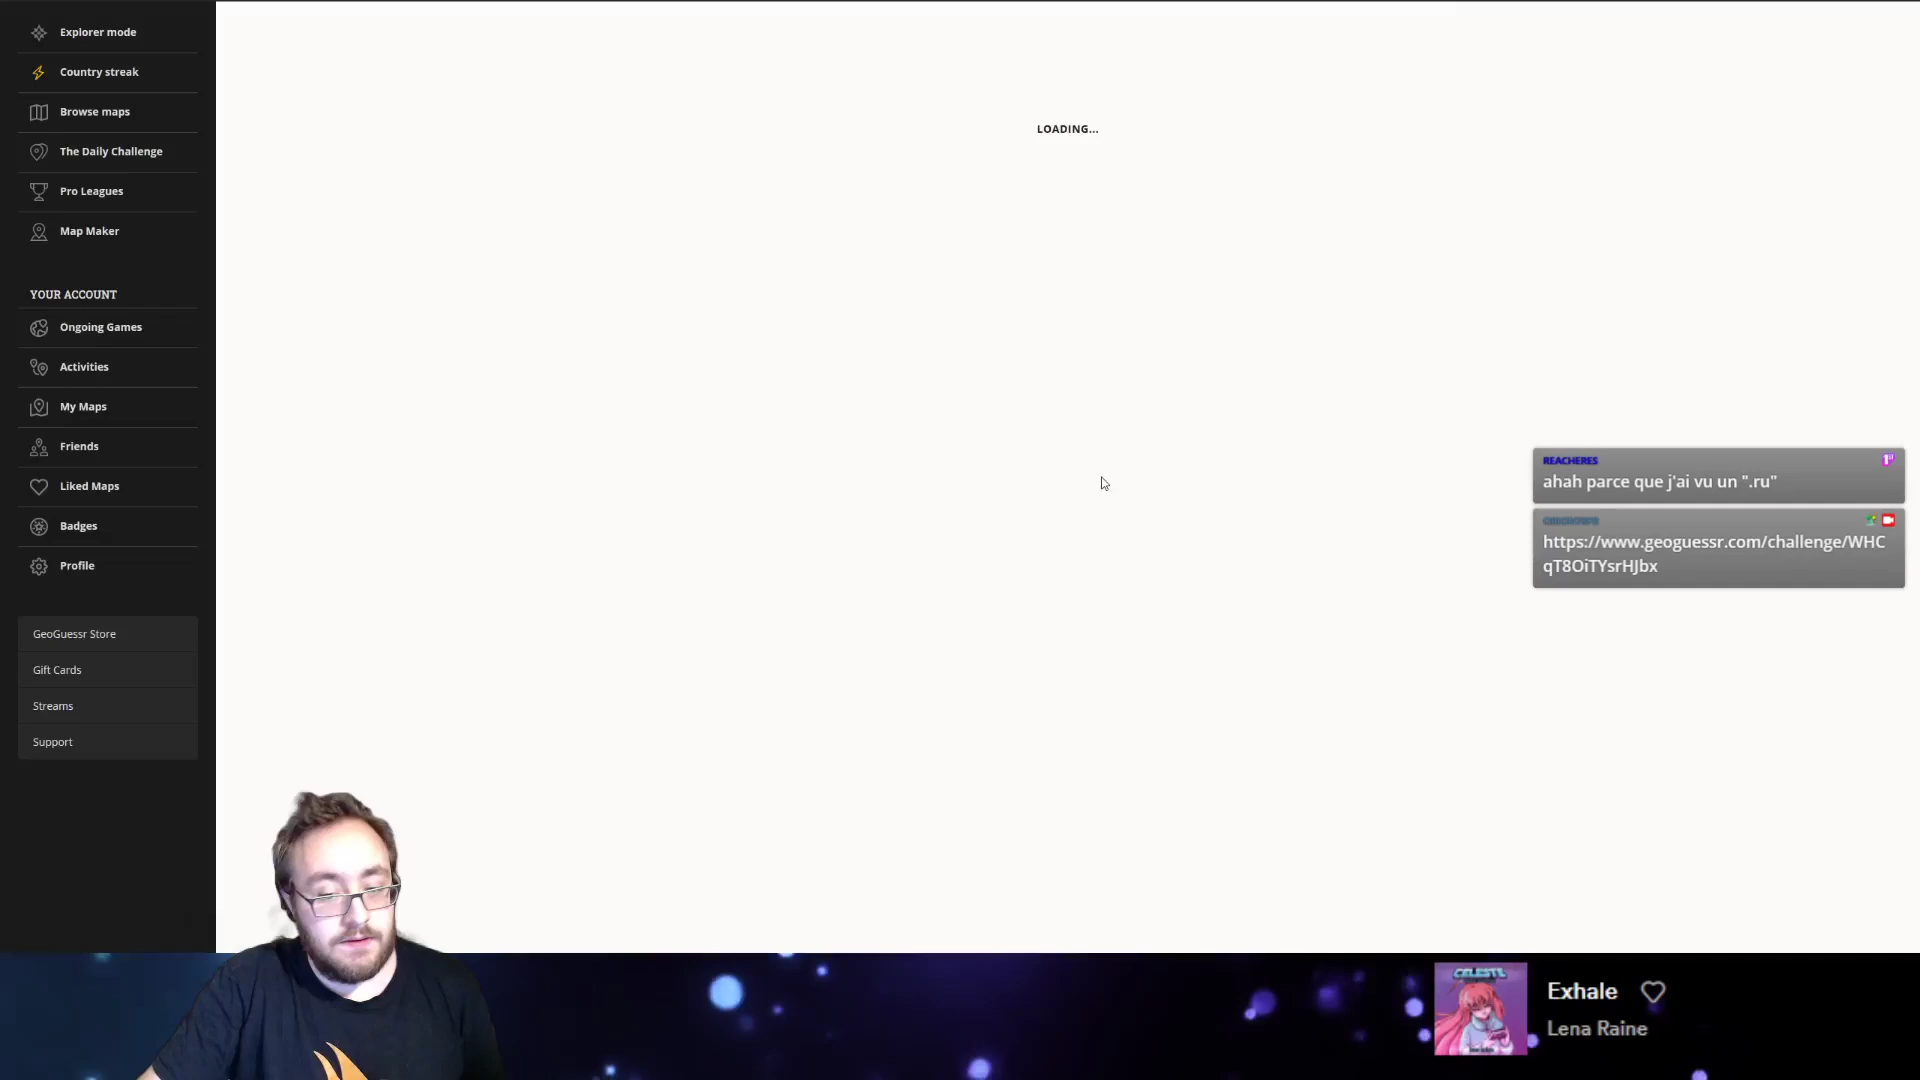 Explorer mode
Country streak
Browse maps
The Daily Challenge
Pro Leagues
Map Maker
YOUR ACCOUNT
Ongoing Games
Activities
My Maps
Friends
Liked Maps
Badges
Profile
GeoGuessr Store
Gift Cards
Streams
Support
LOADING...
REACHERES
ahah parce que j'ai vu un ".ru"
https://www.geoguessr.com/challenge/WHC
qT8OiTYsrHJbx
CELESTE
Exhale
Lena Raine